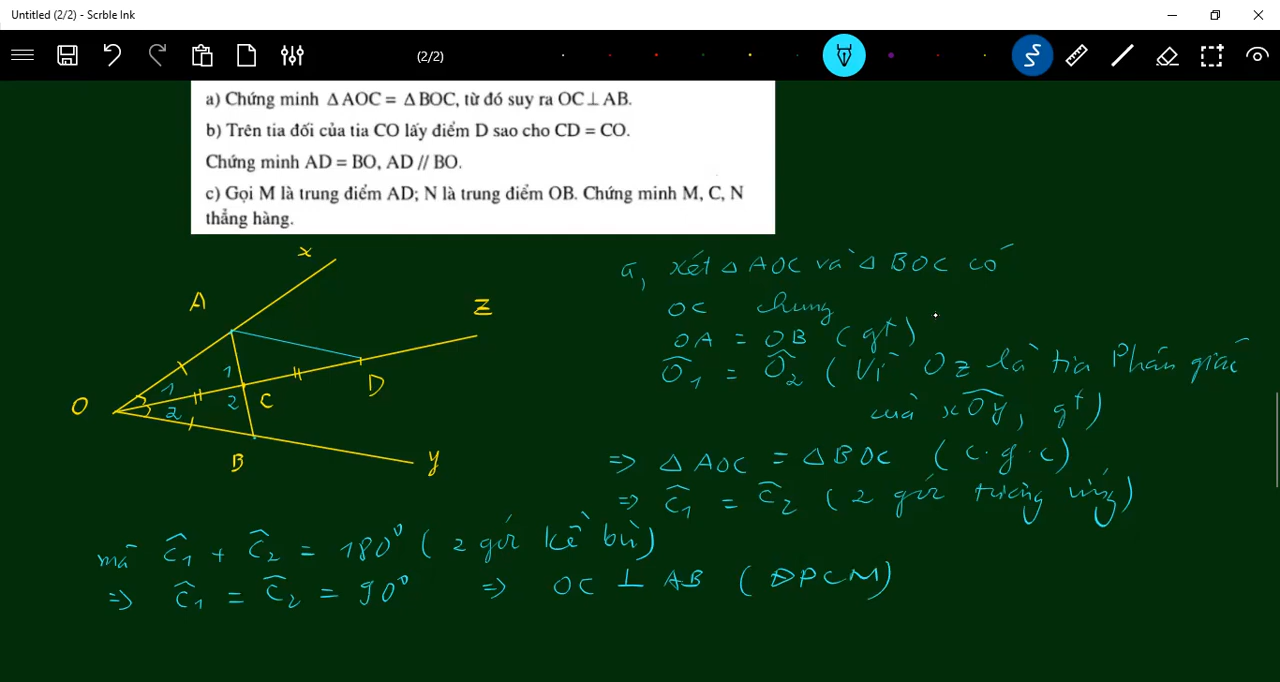 Untitled (2/2) - Scrble Ink
(2/2)
a) Chứng minh Δ AOC = Δ BOC, từ đó suy ra OC ⊥ AB.
b) Trên tia đối của tia CO lấy điểm D sao cho CD = CO.
Chứng minh AD = BO, AD // BO.
c) Gọi M là trung điểm AD; N là trung điểm OB. Chứng minh M, C, N
thẳng hàng.
x
A
Z
O
1
2
1
2
C
D
B
y
a, xét Δ AOC và Δ BOC có
OC chung
OA = OB (gt)
Ô1 = Ô2 (Vì Oz là tia Phân giác
của xÔy, gt)
=> Δ AOC = Δ BOC (c.g.c)
=> Ĉ1 = Ĉ2 (2 góc tương ứng)
mà Ĉ1 + Ĉ2 = 180° (2 góc kề bù)
=> Ĉ1 = Ĉ2 = 90° => OC ⊥ AB (ĐPCM)